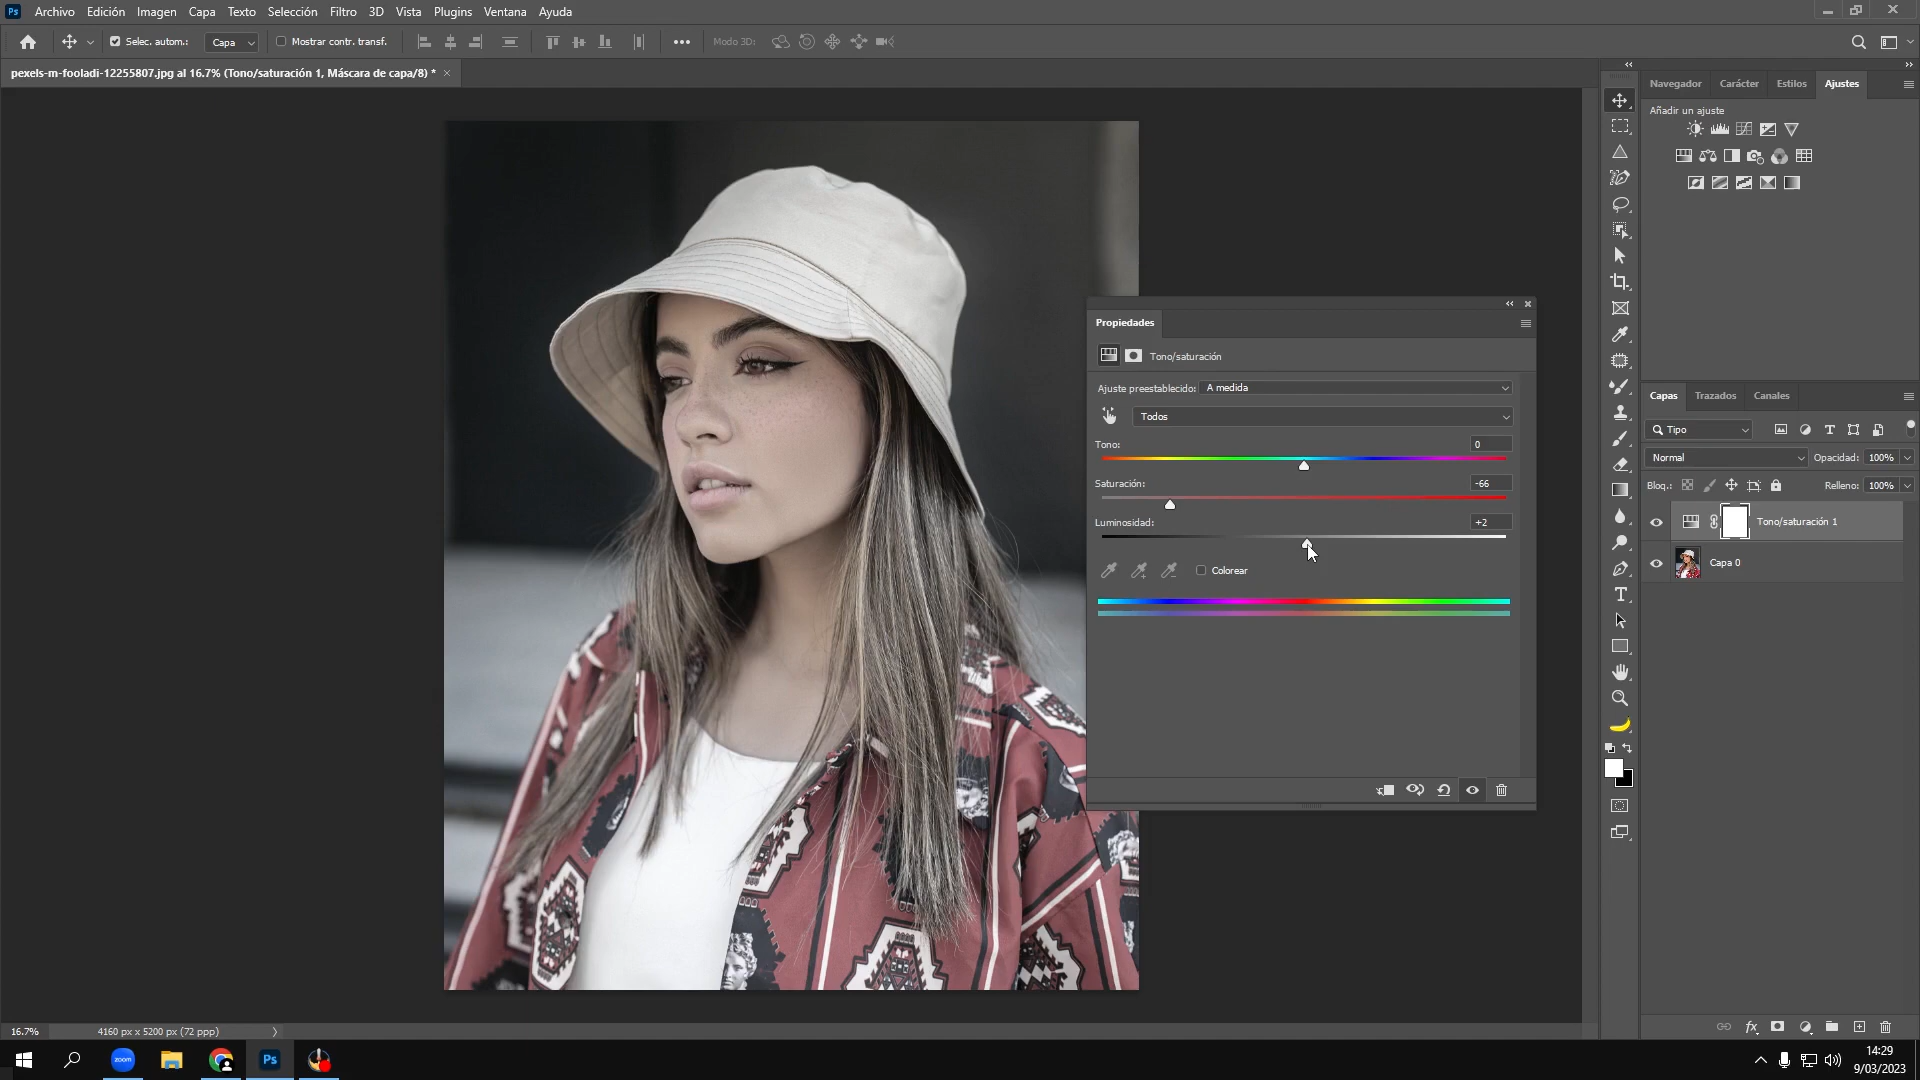 Ps Archivo Edición Imagen Capa Texto Selección Filtro 3D Vista Plugins Ventana Ayuda
Selec. autom.: Capa Mostrar contr. transf. Modo 3D:
pexels-m-fooladi-12255807.jpg al 16.7% (Tono/saturación 1, Máscara de capa/8) *
Navegador Carácter Estilos Ajustes
Añadir un ajuste
Propiedades
Tono/saturación
Ajuste preestablecido: A medida
Todos
Tono: 0
Saturación: -66
Luminosidad: +2
Colorear
Capas Trazados Canales
Tipo
Normal Opacidad: 100%
Bloq.: Relleno: 100%
Tono/saturación 1
Capa 0
16.7% 4160 px x 5200 px (72 ppp)
zoom Ps
14:29
9/03/2023